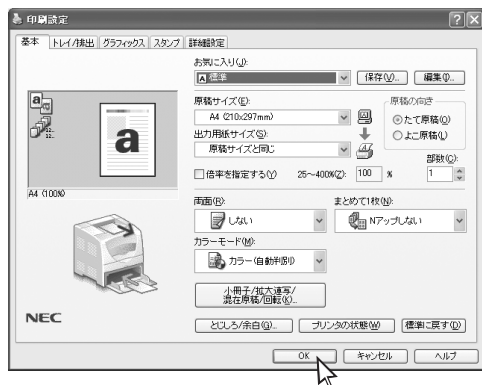 印刷設定
基本 トレイ/排出 グラフィックス スタンプ 詳細設定
お気に入り(J):
A 標準
保存(V)... 編集(I)...
原稿サイズ(E):
A4 (210x297mm)
出力用紙サイズ(S):
原稿サイズと同じ
原稿の向き
たて原稿(O)
よこ原稿(L)
倍率を指定する(Y) 25～400%(Z): 100 %
部数(C):
1
a
12..
12..
a
A4 (100%)
両面(R):
しない
まとめて1枚(N):
Nアップしない
カラーモード(M):
カラー(自動判別)
小冊子/拡大連写/
混在原稿/回転(K)...
NEC
とじしろ/余白(G)... プリンタの状態(W) 標準に戻す(D)
OK キャンセル ヘルプ